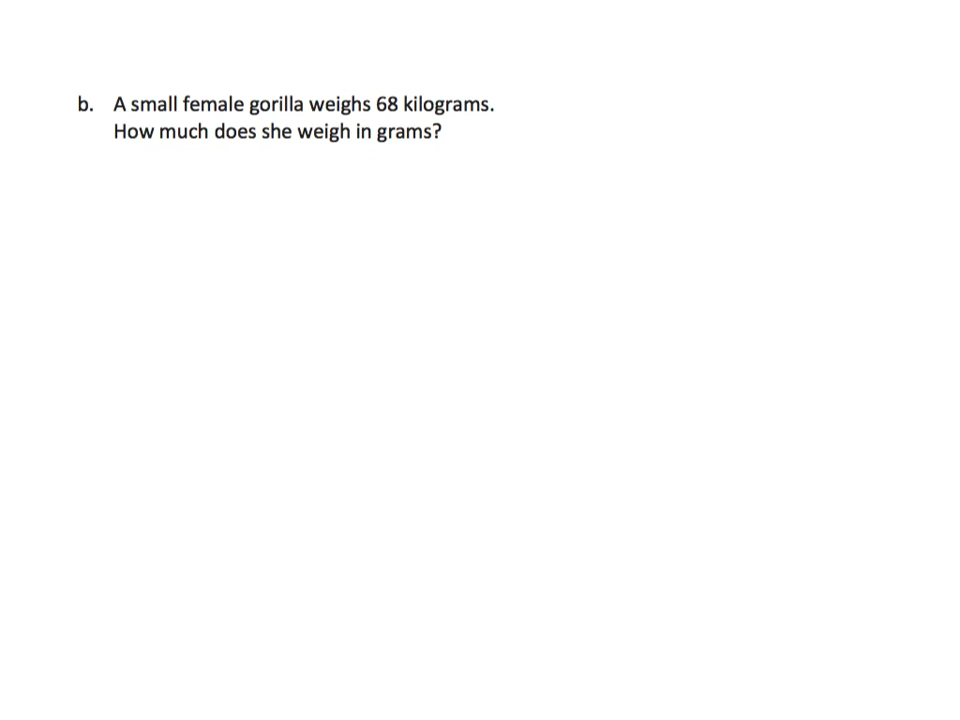 b. A small female gorilla weighs 68 kilograms.
How much does she weigh in grams?